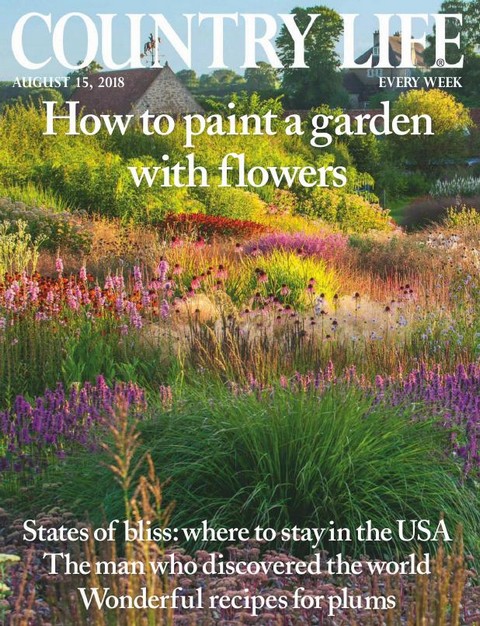 COUNTRY LIFE®
AUGUST 15, 2018 EVERY WEEK
How to paint a garden
with flowers
States of bliss: where to stay in the USA
The man who discovered the world
Wonderful recipes for plums